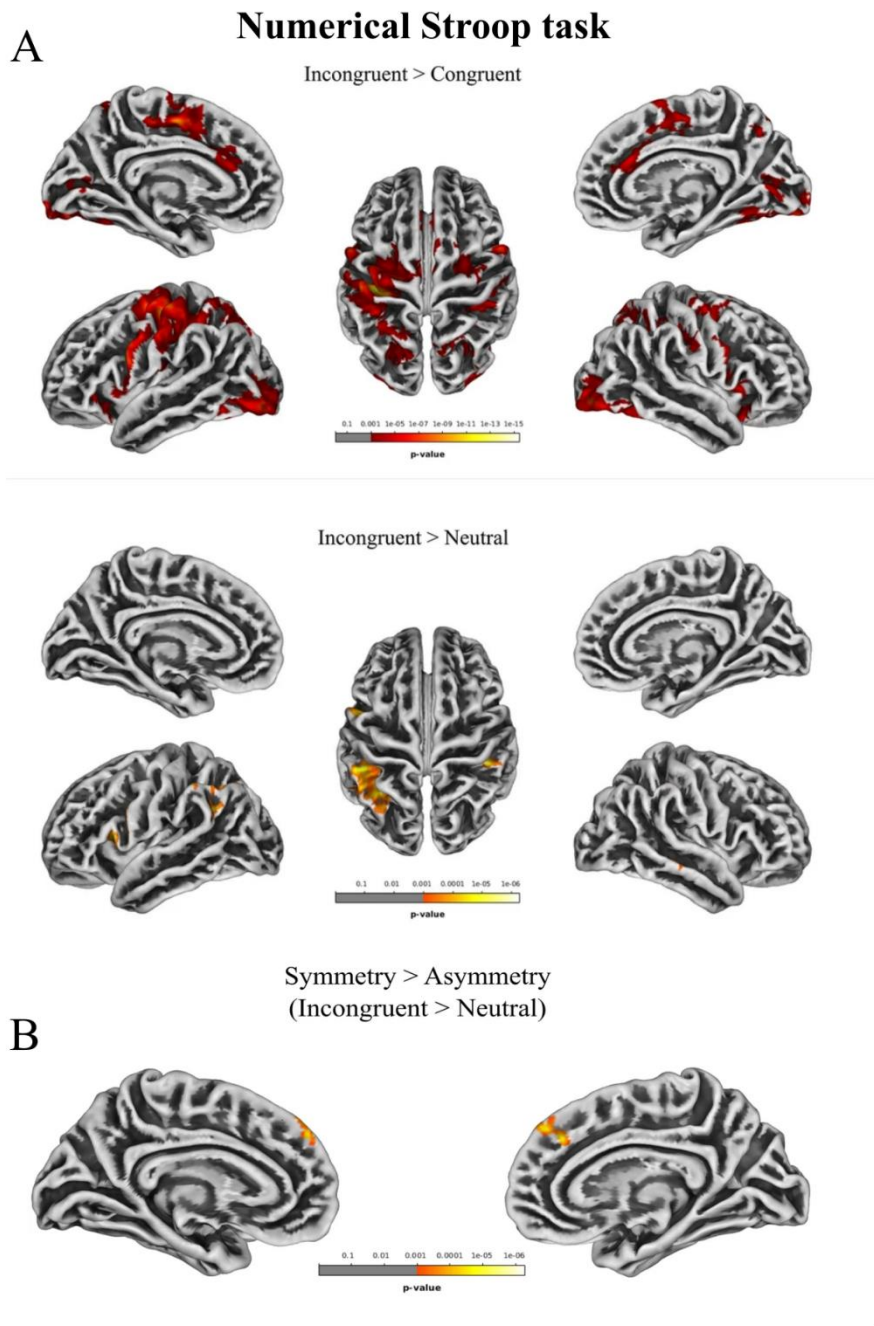 Numerical Stroop task
A
Incongruent > Congruent
0.1 0.001 1e-05 1e-07 1e-09 1e-11 1e-13 1e-15
p-value
Incongruent > Neutral
0.1 0.01 0.001 0.0001 1e-05 1e-06
p-value
Symmetry > Asymmetry
(Incongruent > Neutral)
B
0.1 0.01 0.001 0.0001 1e-05 1e-06
p-value